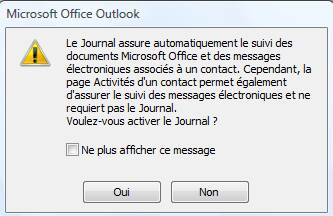 Microsoft Office Outlook
Le Journal assure automatiquement le suivi des
documents Microsoft Office et des messages
électroniques associés à un contact. Cependant, la
page Activités d'un contact permet également
d'assurer le suivi des messages électroniques et ne
requiert pas le Journal.
Voulez-vous activer le Journal ?
Ne plus afficher ce message
Oui
Non